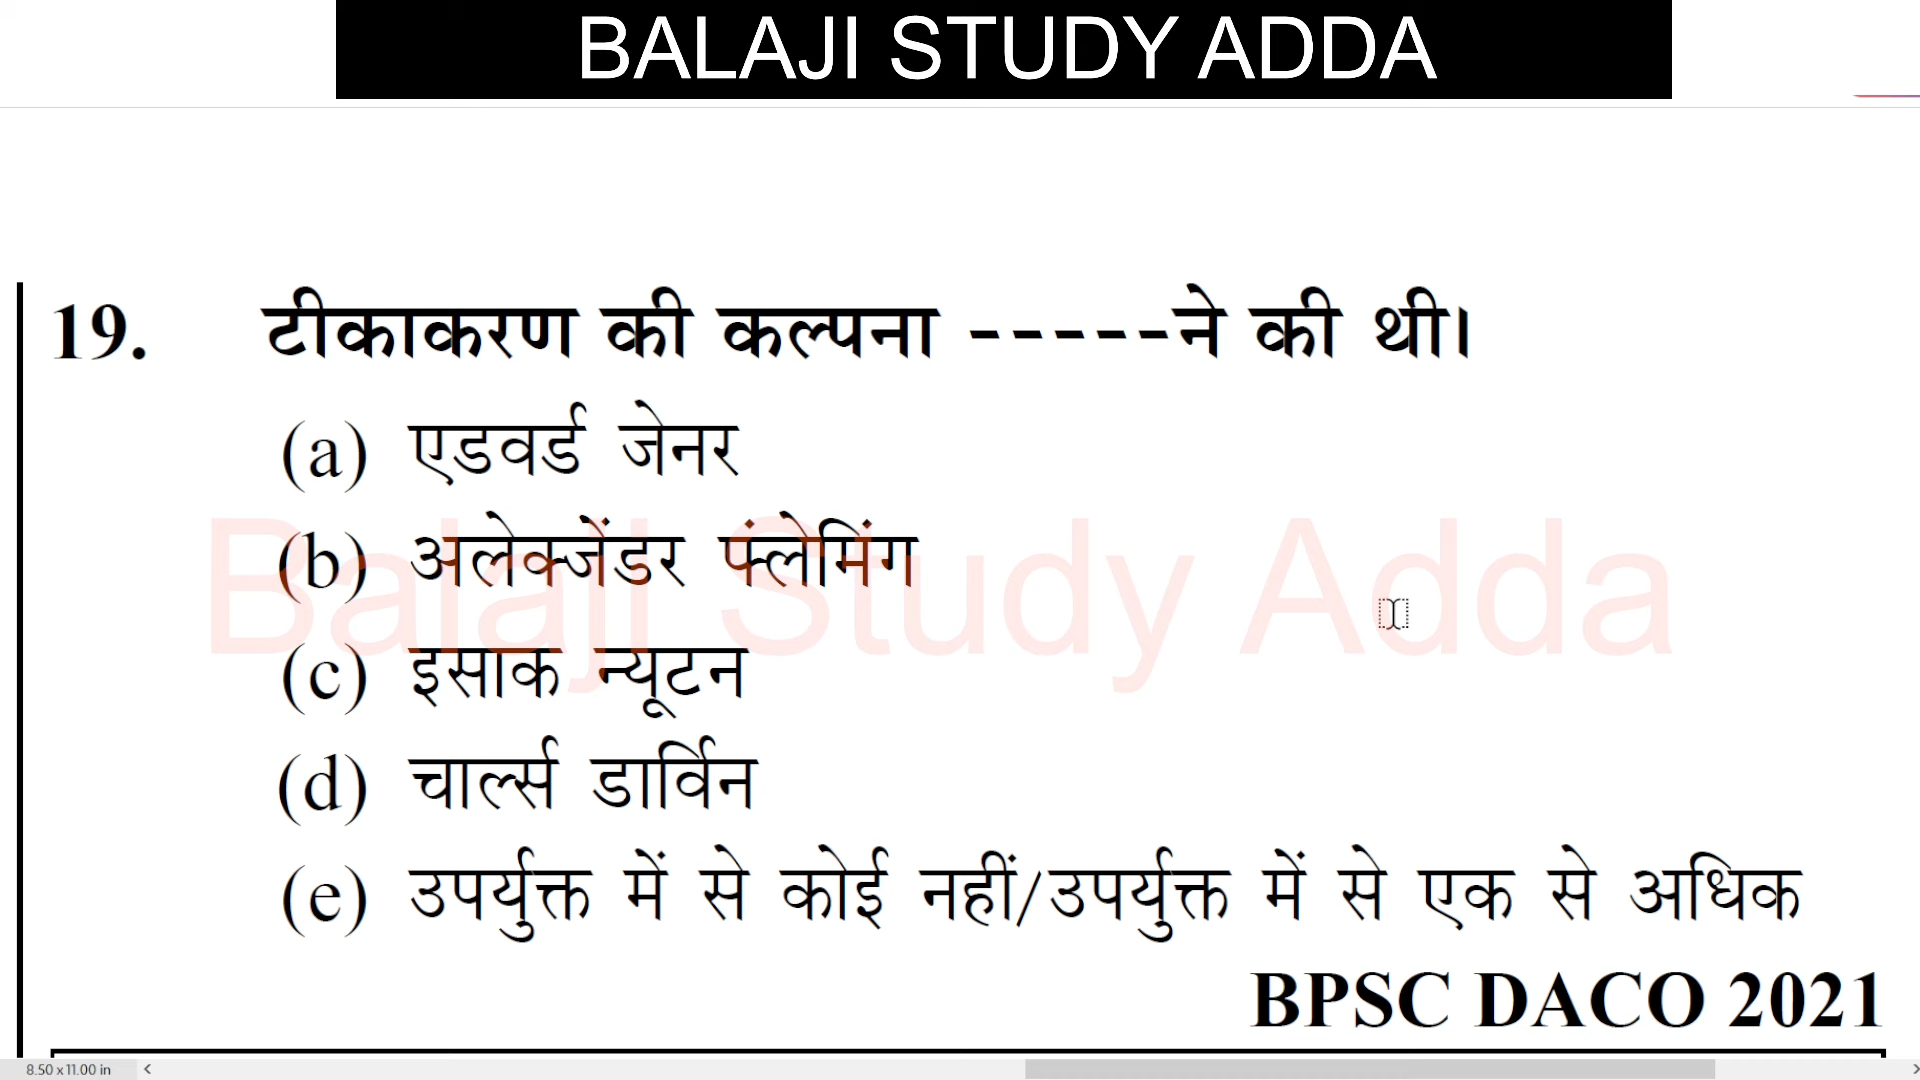 BALAJI STUDY ADDA
19. टीकाकरण की कल्पना -----ने की थी।
(a) एडवर्ड जेनर
(b) अलेक्जेंडर फ्लेमिंग
(c) इसाक न्यूटन
(d) चार्ल्स डार्विन
(e) उपर्युक्त में से कोई नहीं/उपर्युक्त में से एक से अधिक
Balaji Study Adda
BPSC DACO 2021
8.50 x 11.00 in